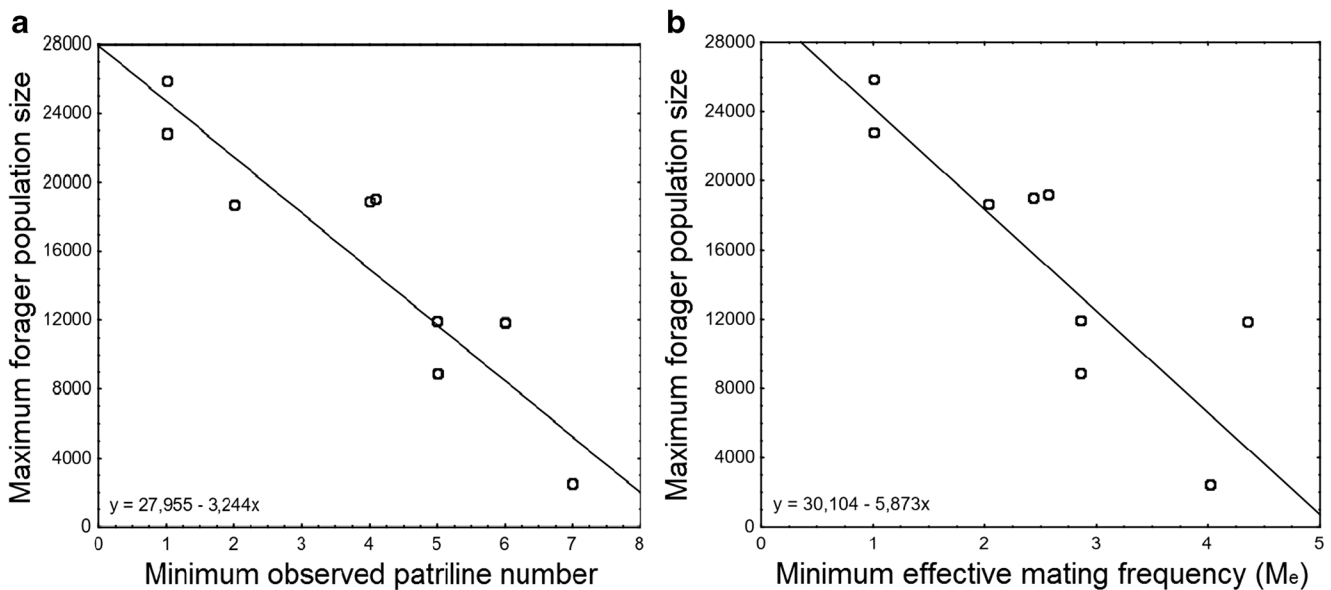 a
28000
24000
20000
16000
12000
8000
4000
0
Maximum forager population size
y = 27,955 - 3,244x
0 1 2 3 4 5 6 7 8
Minimum observed patriline number
b
28000
24000
20000
16000
12000
8000
4000
0
Maximum forager population size
y = 30,104 - 5,873x
0 1 2 3 4 5
Minimum effective mating frequency (Me)